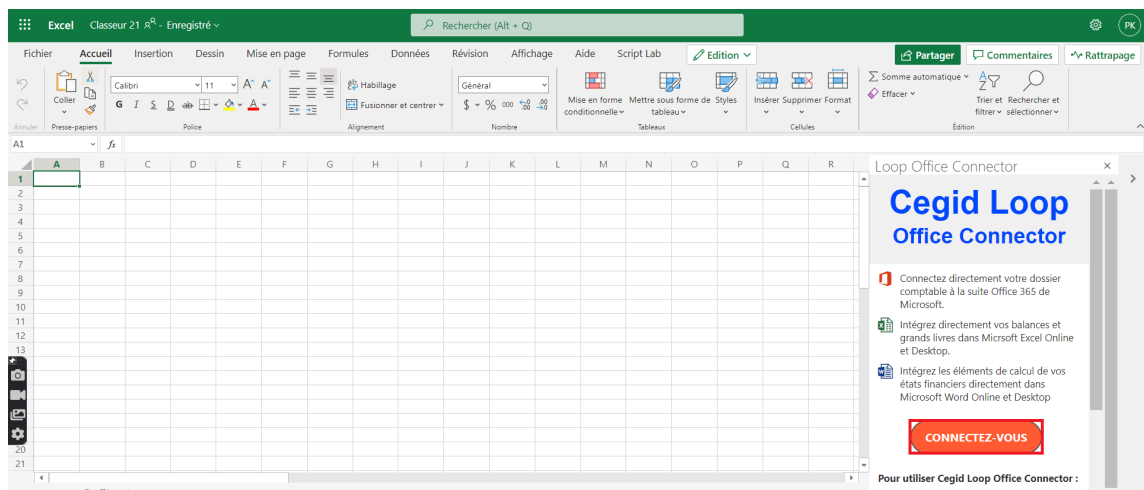 Excel Classeur 21 - Enregistré
Rechercher (Alt + Q)
PK
Fichier Accueil Insertion Dessin Mise en page Formules Données Révision Affichage Aide Script Lab Edition Partager Commentaires Rattrapage
Coller
Calibri 11 A^ A˅
Habillage
Général
Mise en forme conditionnelle
Mettre sous forme de tableau
Styles
Insérer Supprimer Format
Somme automatique
Effacer
Trier et filtrer
Rechercher et sélectionner
G I S D ab A
Fusionner et centrer
$ % 000
Annuler Presse-papiers Police Alignement Nombre Tableaux Cellules Édition
A1 fx
A B C D E F G H I J K L M N O P Q R
1
2
3
4
5
6
7
8
9
10
11
12
13
20
21
Loop Office Connector
Cegid Loop
Office Connector
Connectez directement votre dossier
comptable à la suite Office 365 de
Microsoft.
Intégrez directement vos balances et
grands livres dans Micrsoft Excel Online
et Desktop.
Intégrez les éléments de calcul de vos
états financiers directement dans
Microsoft Word Online et Desktop
CONNECTEZ-VOUS
Pour utiliser Cegid Loop Office Connector :